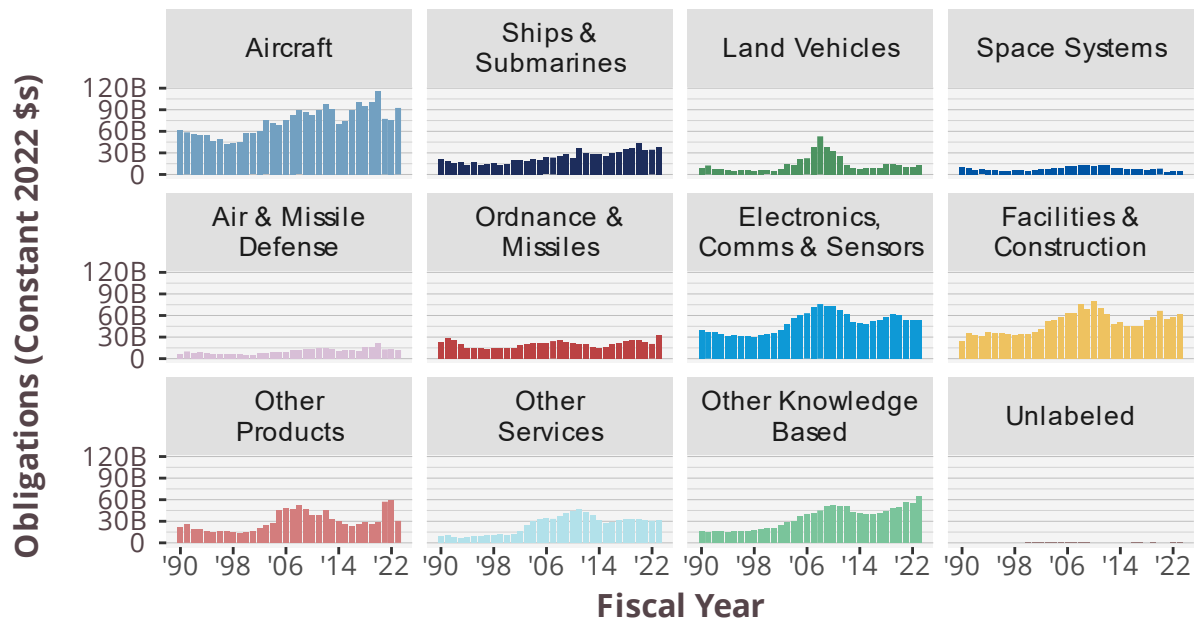 Aircraft
Ships &
Submarines
Land Vehicles
Space Systems
120B
90B
60B
30B
0
Air & Missile
Defense
Ordnance &
Missiles
Electronics,
Comms & Sensors
Facilities &
Construction
120B
90B
60B
30B
0
Other
Products
Other
Services
Other Knowledge
Based
Unlabeled
120B
90B
60B
30B
0
'90 '98 '06 '14 '22
'90 '98 '06 '14 '22
'90 '98 '06 '14 '22
'90 '98 '06 '14 '22
Fiscal Year
Obligations (Constant 2022 $s)